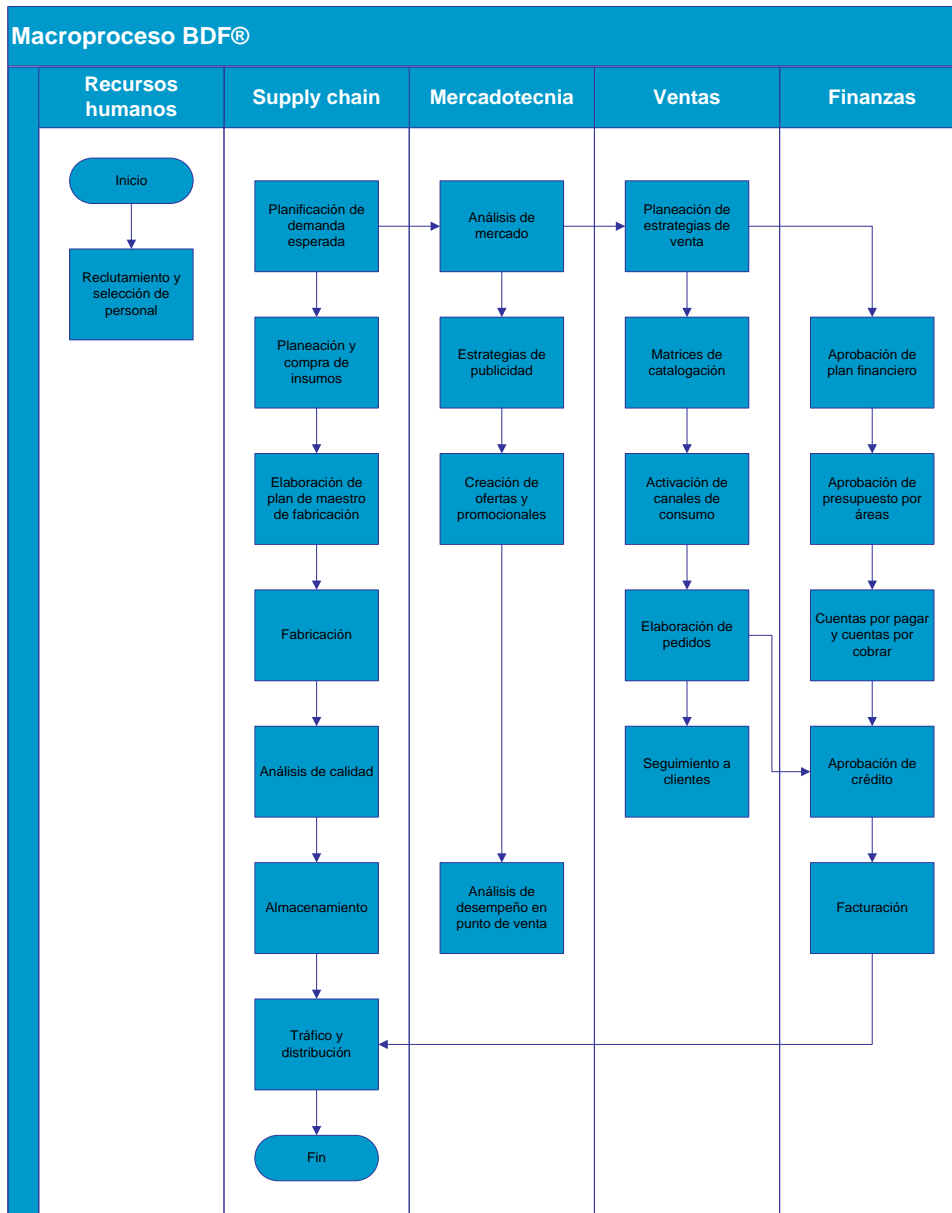 Macroproceso BDF®
Recursos
humanos
Supply chain
Mercadotecnia
Ventas
Finanzas
Inicio
Reclutamiento y
selección de
personal
Planificación de
demanda
esperada
Planeación y
compra de
insumos
Elaboración de
plan de maestro
de fabricación
Fabricación
Análisis de calidad
Almacenamiento
Tráfico y
distribución
Fin
Análisis de
mercado
Estrategias de
publicidad
Creación de
ofertas y
promocionales
Análisis de
desempeño en
punto de venta
Planeación de
estrategias de
venta
Matrices de
catalogación
Activación de
canales de
consumo
Elaboración de
pedidos
Seguimiento a
clientes
Aprobación de
plan financiero
Aprobación de
presupuesto por
áreas
Cuentas por pagar
y cuentas por
cobrar
Aprobación de
crédito
Facturación